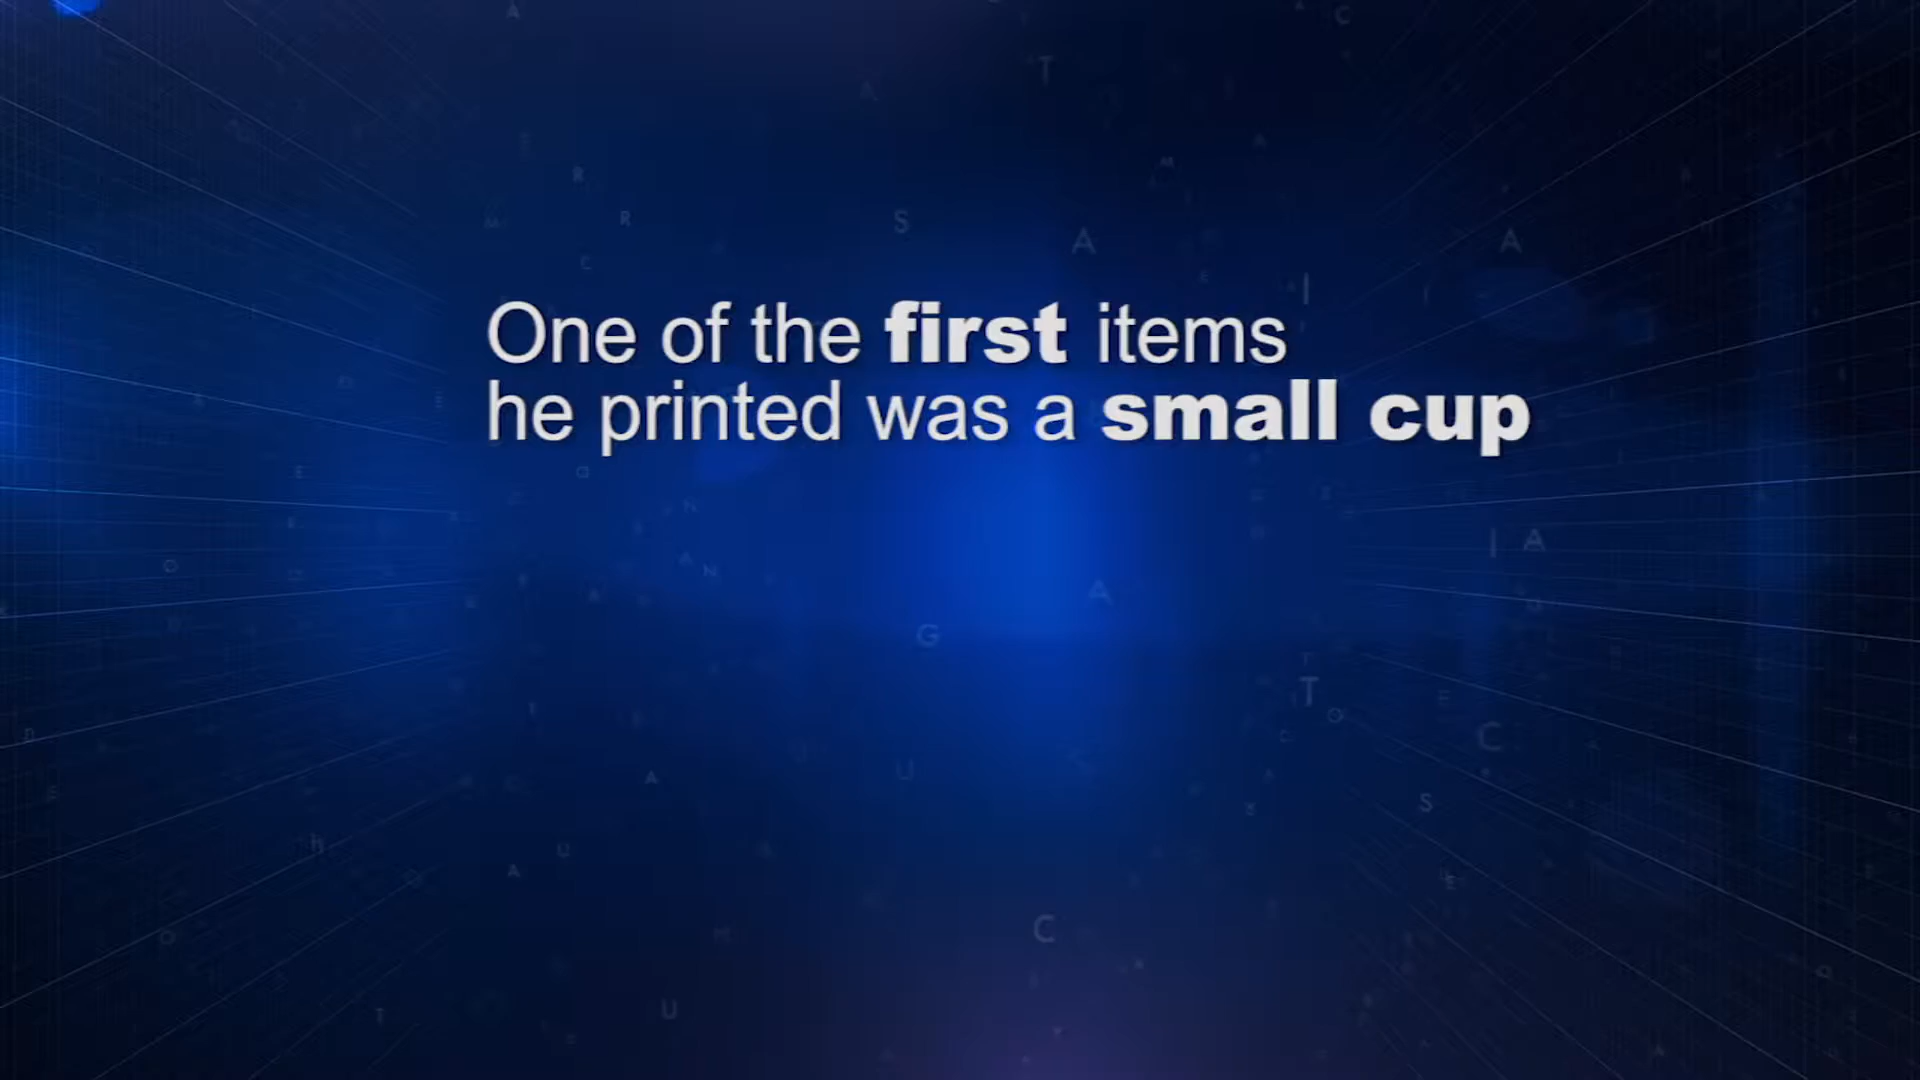 One of the first items
he printed was a small cup